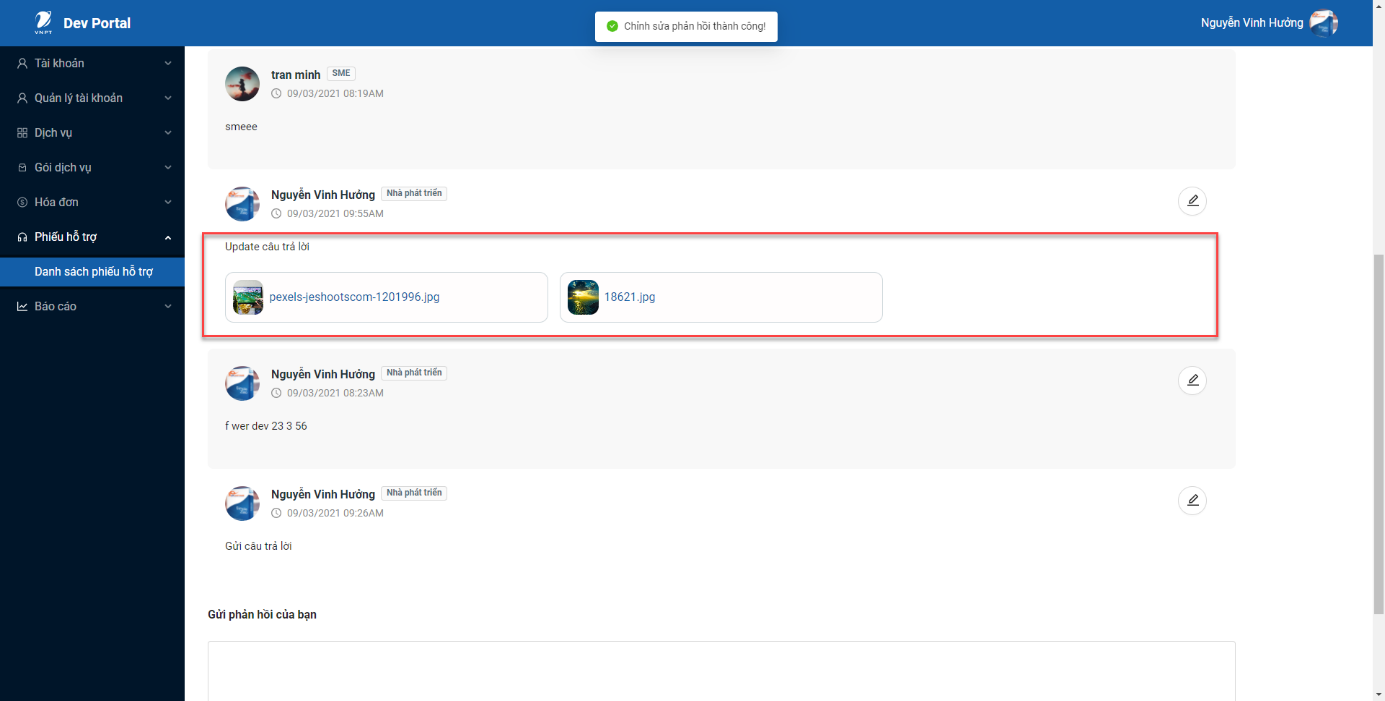 VNPT
Dev Portal
Chỉnh sửa phản hồi thành công!
Nguyễn Vinh Hưởng
Tài khoản
Quản lý tài khoản
Dịch vụ
Gói dịch vụ
Hóa đơn
Phiếu hỗ trợ
Danh sách phiếu hỗ trợ
Báo cáo
tran minh SME
09/03/2021 08:19AM
smeee
Nguyễn Vinh Hưởng Nhà phát triển
09/03/2021 09:55AM
Update câu trả lời
pexels-jeshootscom-1201996.jpg
18621.jpg
Nguyễn Vinh Hưởng Nhà phát triển
09/03/2021 08:23AM
f wer dev 23 3 56
Nguyễn Vinh Hưởng Nhà phát triển
09/03/2021 09:26AM
Gửi câu trả lời
Gửi phản hồi của bạn